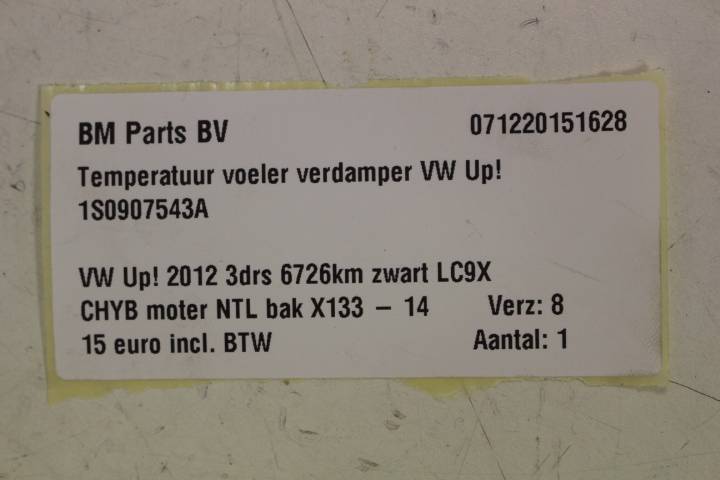 BM Parts BV 071220151628
Temperatuur voeler verdamper VW Up!
1S0907543A
VW Up! 2012 3drs 6726km zwart LC9X
CHYB moter NTL bak X133 – 14 Verz: 8
15 euro incl. BTW Aantal: 1